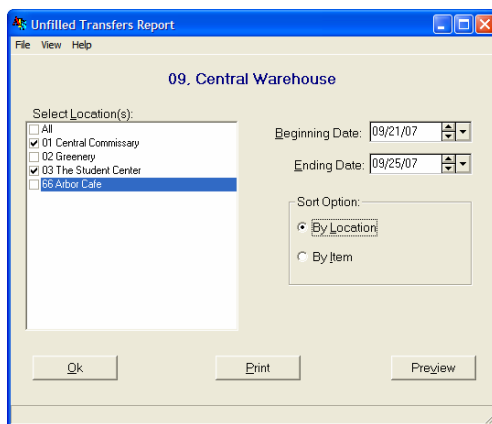 Unfilled Transfers Report
File View Help
09, Central Warehouse
Select Location(s):
All
01 Central Commissary
02 Greenery
03 The Student Center
66 Arbor Cafe
Beginning Date: 09/21/07
Ending Date: 09/25/07
Sort Option:
By Location
By Item
Ok Print Preview